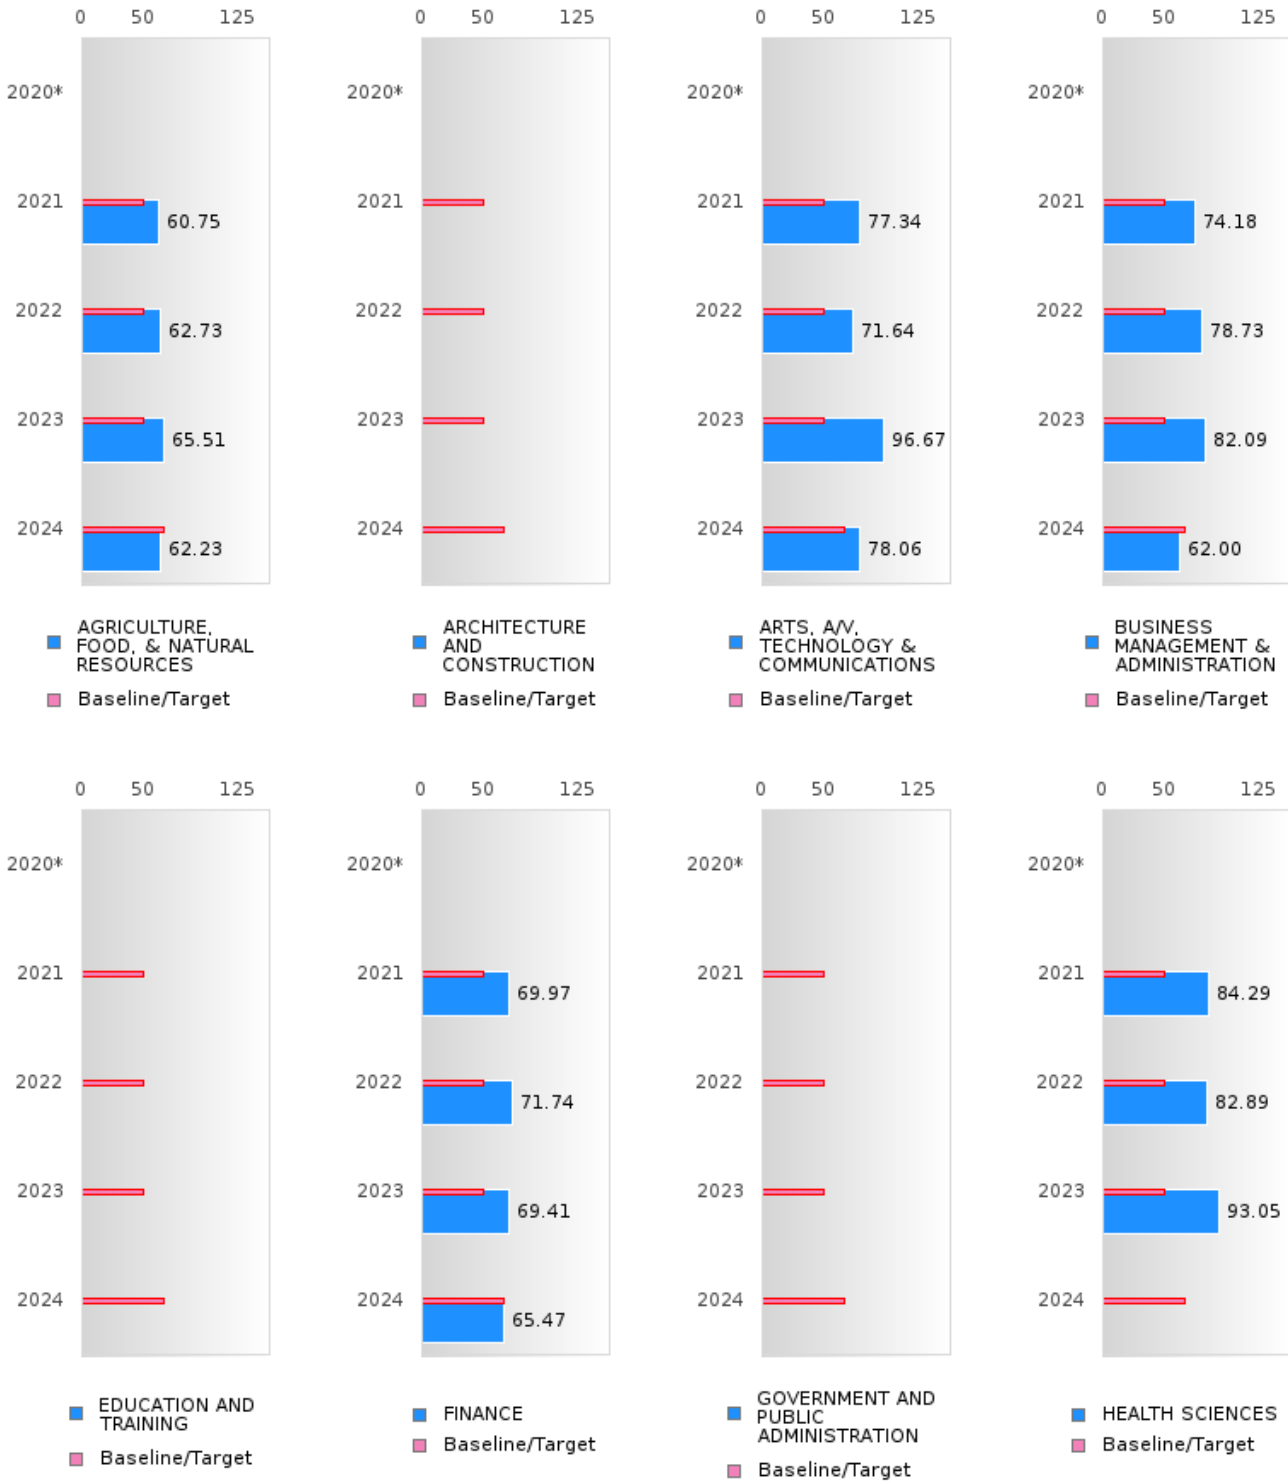 0 50 125
2020*
2021 60.75
2022 62.73
2023 65.51
2024 62.23
AGRICULTURE,
FOOD, & NATURAL
RESOURCES
Baseline/Target
0 50 125
2020*
2021
2022
2023
2024
ARCHITECTURE
AND
CONSTRUCTION
Baseline/Target
0 50 125
2020*
2021 77.34
2022 71.64
2023 96.67
2024 78.06
ARTS, A/V,
TECHNOLOGY &
COMMUNICATIONS
Baseline/Target
0 50 125
2020*
2021 74.18
2022 78.73
2023 82.09
2024 62.00
BUSINESS
MANAGEMENT &
ADMINISTRATION
Baseline/Target
0 50 125
2020*
2021
2022
2023
2024
EDUCATION AND
TRAINING
Baseline/Target
0 50 125
2020*
2021 69.97
2022 71.74
2023 69.41
2024 65.47
FINANCE
Baseline/Target
0 50 125
2020*
2021
2022
2023
2024
GOVERNMENT AND
PUBLIC
ADMINISTRATION
Baseline/Target
0 50 125
2020*
2021 84.29
2022 82.89
2023 93.05
2024
HEALTH SCIENCES
Baseline/Target